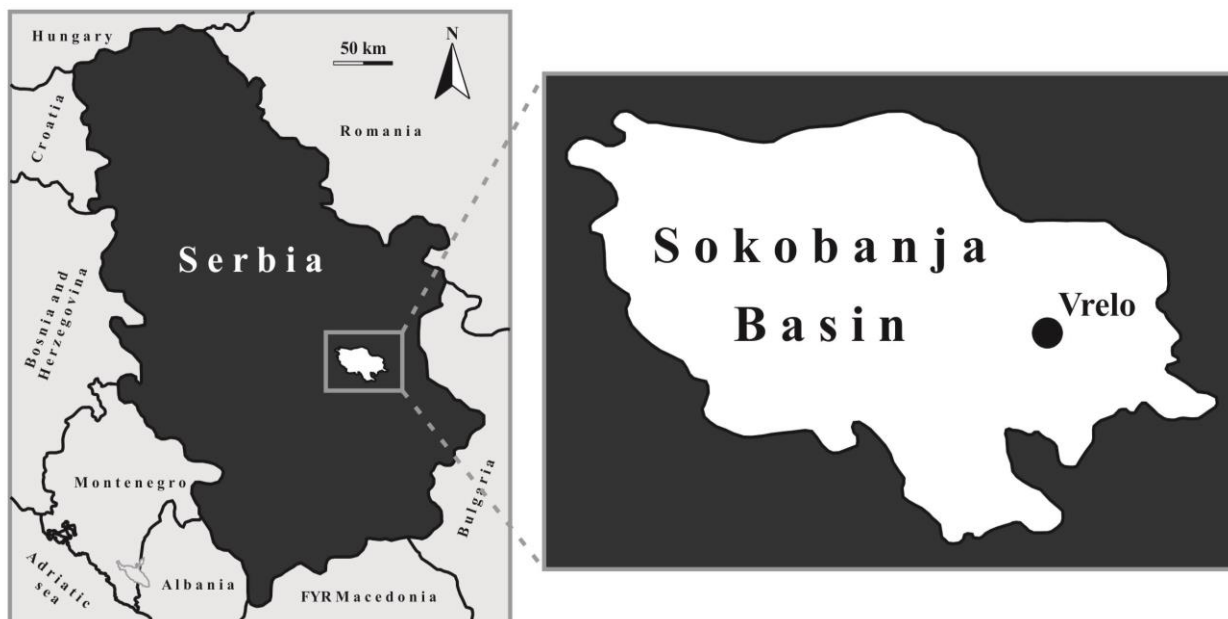 Hungary
50 km
N
Croatia
Romania
Serbia
Bosnia and
Herzegovina
Montenegro
Bulgaria
Adriatic
sea
Albania
FYR Macedonia
Sokobanja
Basin
Vrelo